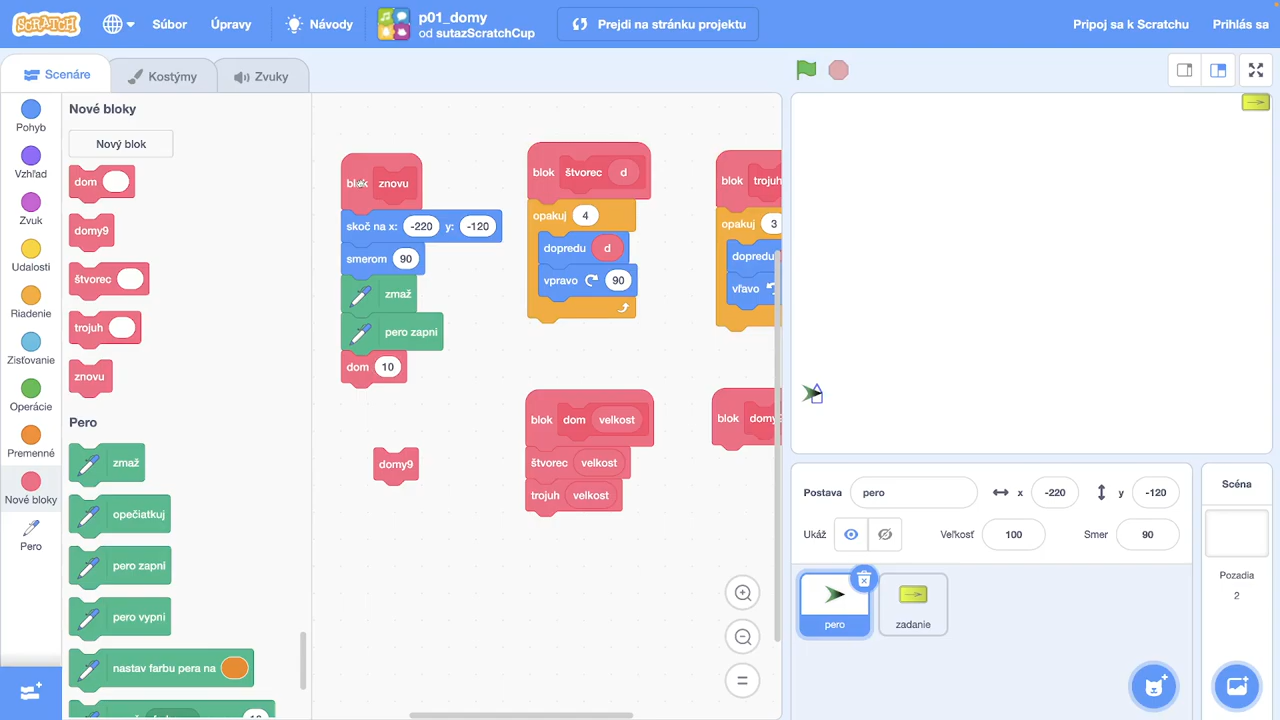 SCRATCH
Súbor
Úpravy
Návody
p01_domy
od sutazScratchCup
Prejdi na stránku projektu
Pripoj sa k Scratchu
Prihlás sa
Scenáre
Kostýmy
Zvuky
Pohyb
Vzhľad
Zvuk
Udalosti
Riadenie
Zisťovanie
Operácie
Premenné
Nové bloky
Pero
Nové bloky
Nový blok
dom
domy9
štvorec
trojuh
znovu
Pero
zmaž
opečiatkuj
pero zapni
pero vypni
nastav farbu pera na
10
blok znovu
skoč na x: -220 y: -120
smerom 90
zmaž
pero zapni
dom 10
domy9
blok štvorec d
opakuj 4
dopredu d
vpravo 90
blok dom velkost
štvorec velkost
trojuh velkost
blok trojuh
opakuj 3
dopredu
vľavo
blok domy
Postava pero x -220 y -120
Ukáž Veľkosť 100 Smer 90
pero
zadanie
Scéna
Pozadia
2